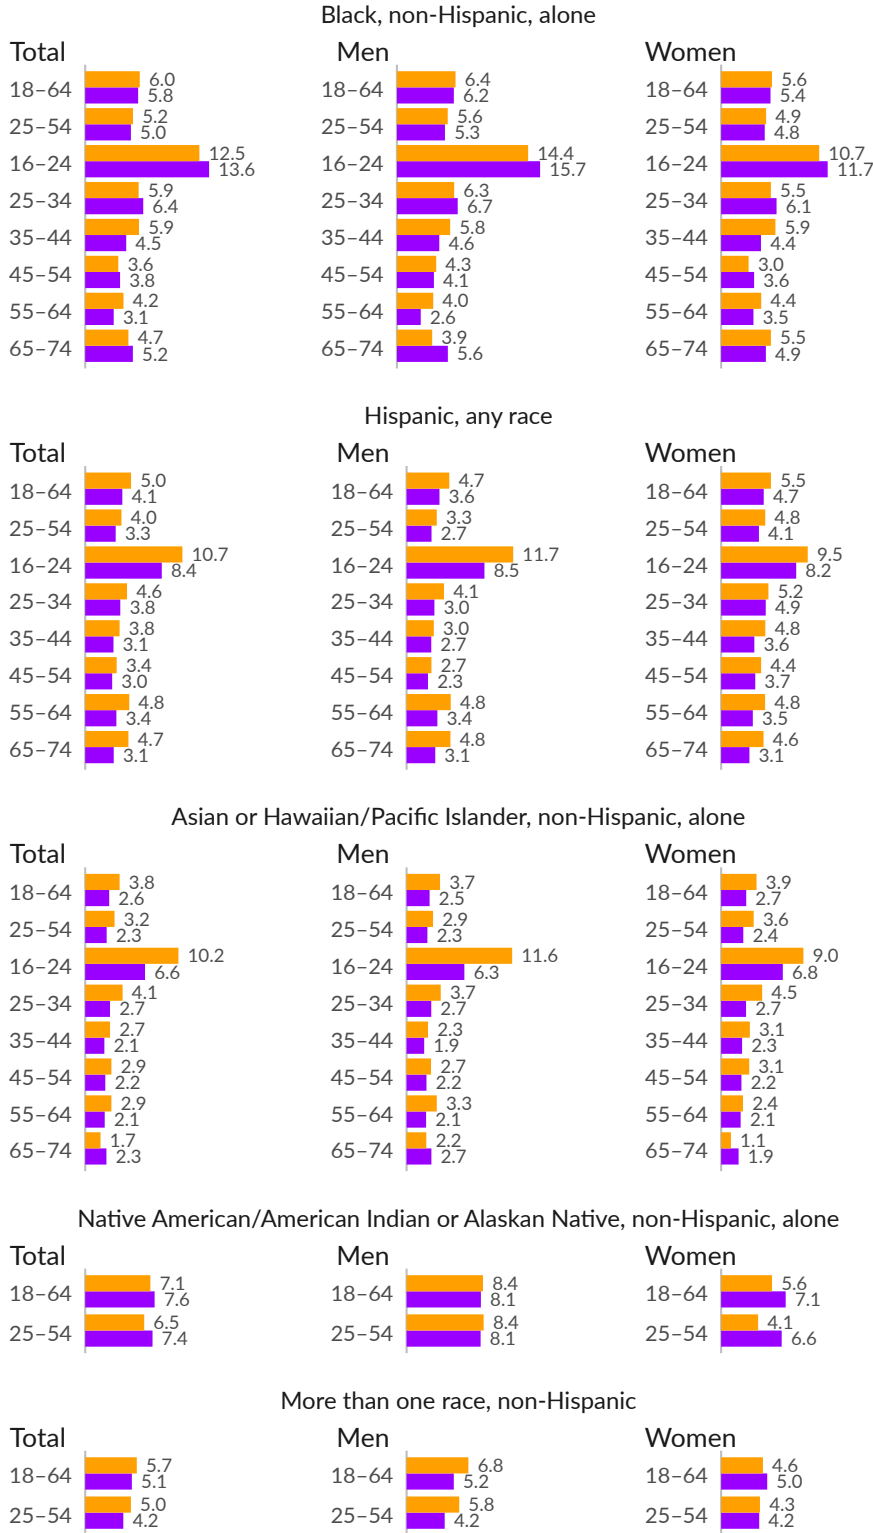 Black, non-Hispanic, alone
Total Men Women
18–64 6.0 5.8 18–64 6.4 6.2 18–64 5.6 5.4
25–54 5.2 5.0 25–54 5.6 5.3 25–54 4.9 4.8
16–24 12.5 13.6 16–24 14.4 15.7 16–24 10.7 11.7
25–34 5.9 6.4 25–34 6.3 6.7 25–34 5.5 6.1
35–44 5.9 4.5 35–44 5.8 4.6 35–44 5.9 4.4
45–54 3.6 3.8 45–54 4.3 4.1 45–54 3.0 3.6
55–64 4.2 3.1 55–64 4.0 2.6 55–64 4.4 3.5
65–74 4.7 5.2 65–74 3.9 5.6 65–74 5.5 4.9
Hispanic, any race
Total Men Women
18–64 5.0 4.1 18–64 4.7 3.6 18–64 5.5 4.7
25–54 4.0 3.3 25–54 3.3 2.7 25–54 4.8 4.1
16–24 10.7 8.4 16–24 11.7 8.5 16–24 9.5 8.2
25–34 4.6 3.8 25–34 4.1 3.0 25–34 5.2 4.9
35–44 3.8 3.1 35–44 3.0 2.7 35–44 4.8 3.6
45–54 3.4 3.0 45–54 2.7 2.3 45–54 4.4 3.7
55–64 4.8 3.4 55–64 4.8 3.4 55–64 4.8 3.5
65–74 4.7 3.1 65–74 4.8 3.1 65–74 4.6 3.1
Asian or Hawaiian/Pacific Islander, non-Hispanic, alone
Total Men Women
18–64 3.8 2.6 18–64 3.7 2.5 18–64 3.9 2.7
25–54 3.2 2.3 25–54 2.9 2.3 25–54 3.6 2.4
16–24 10.2 6.6 16–24 11.6 6.3 16–24 9.0 6.8
25–34 4.1 2.7 25–34 3.7 2.7 25–34 4.5 2.7
35–44 2.7 2.1 35–44 2.3 1.9 35–44 3.1 2.3
45–54 2.9 2.2 45–54 2.7 2.2 45–54 3.1 2.2
55–64 2.9 2.1 55–64 3.3 2.1 55–64 2.4 2.1
65–74 1.7 2.3 65–74 2.2 2.7 65–74 1.1 1.9
Native American/American Indian or Alaskan Native, non-Hispanic, alone
Total Men Women
18–64 7.1 7.6 18–64 8.4 8.1 18–64 5.6 7.1
25–54 6.5 7.4 25–54 8.4 8.1 25–54 4.1 6.6
More than one race, non-Hispanic
Total Men Women
18–64 5.7 5.1 18–64 6.8 5.2 18–64 4.6 5.0
25–54 5.0 4.2 25–54 5.8 4.2 25–54 4.3 4.2